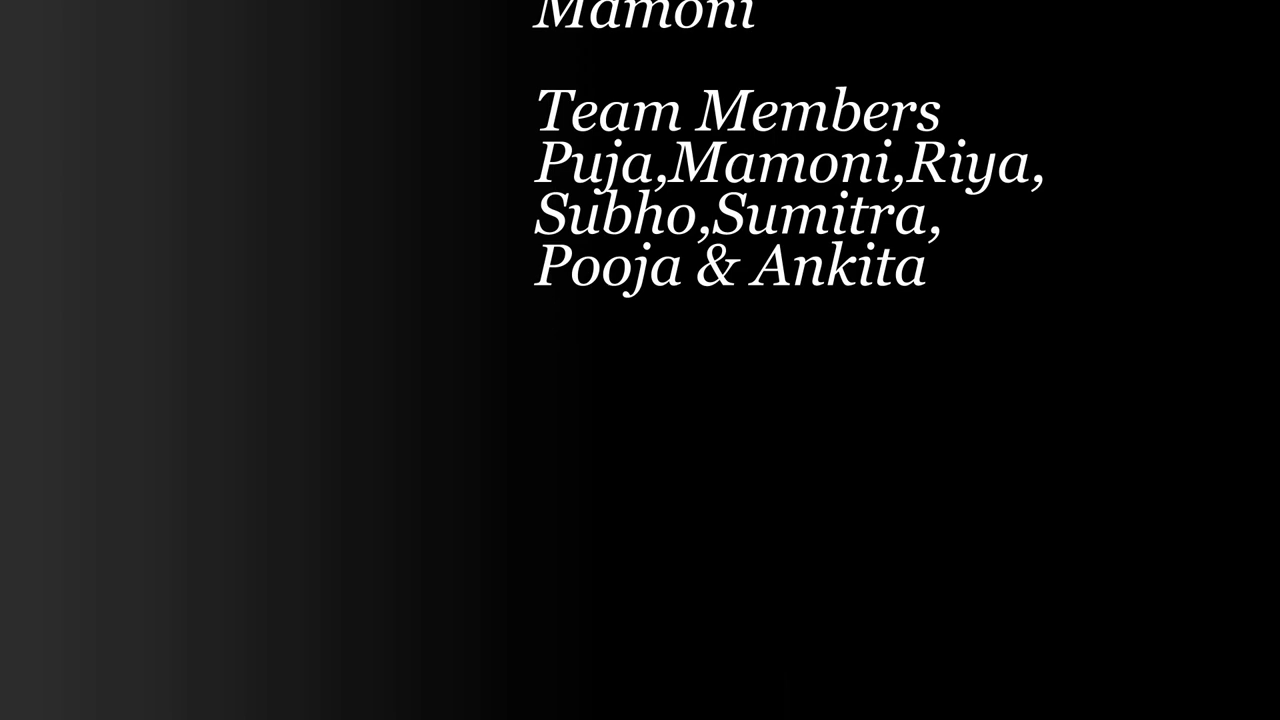 Mamoni
Team Members
Puja,Mamoni,Riya,
Subho,Sumitra,
Pooja & Ankita